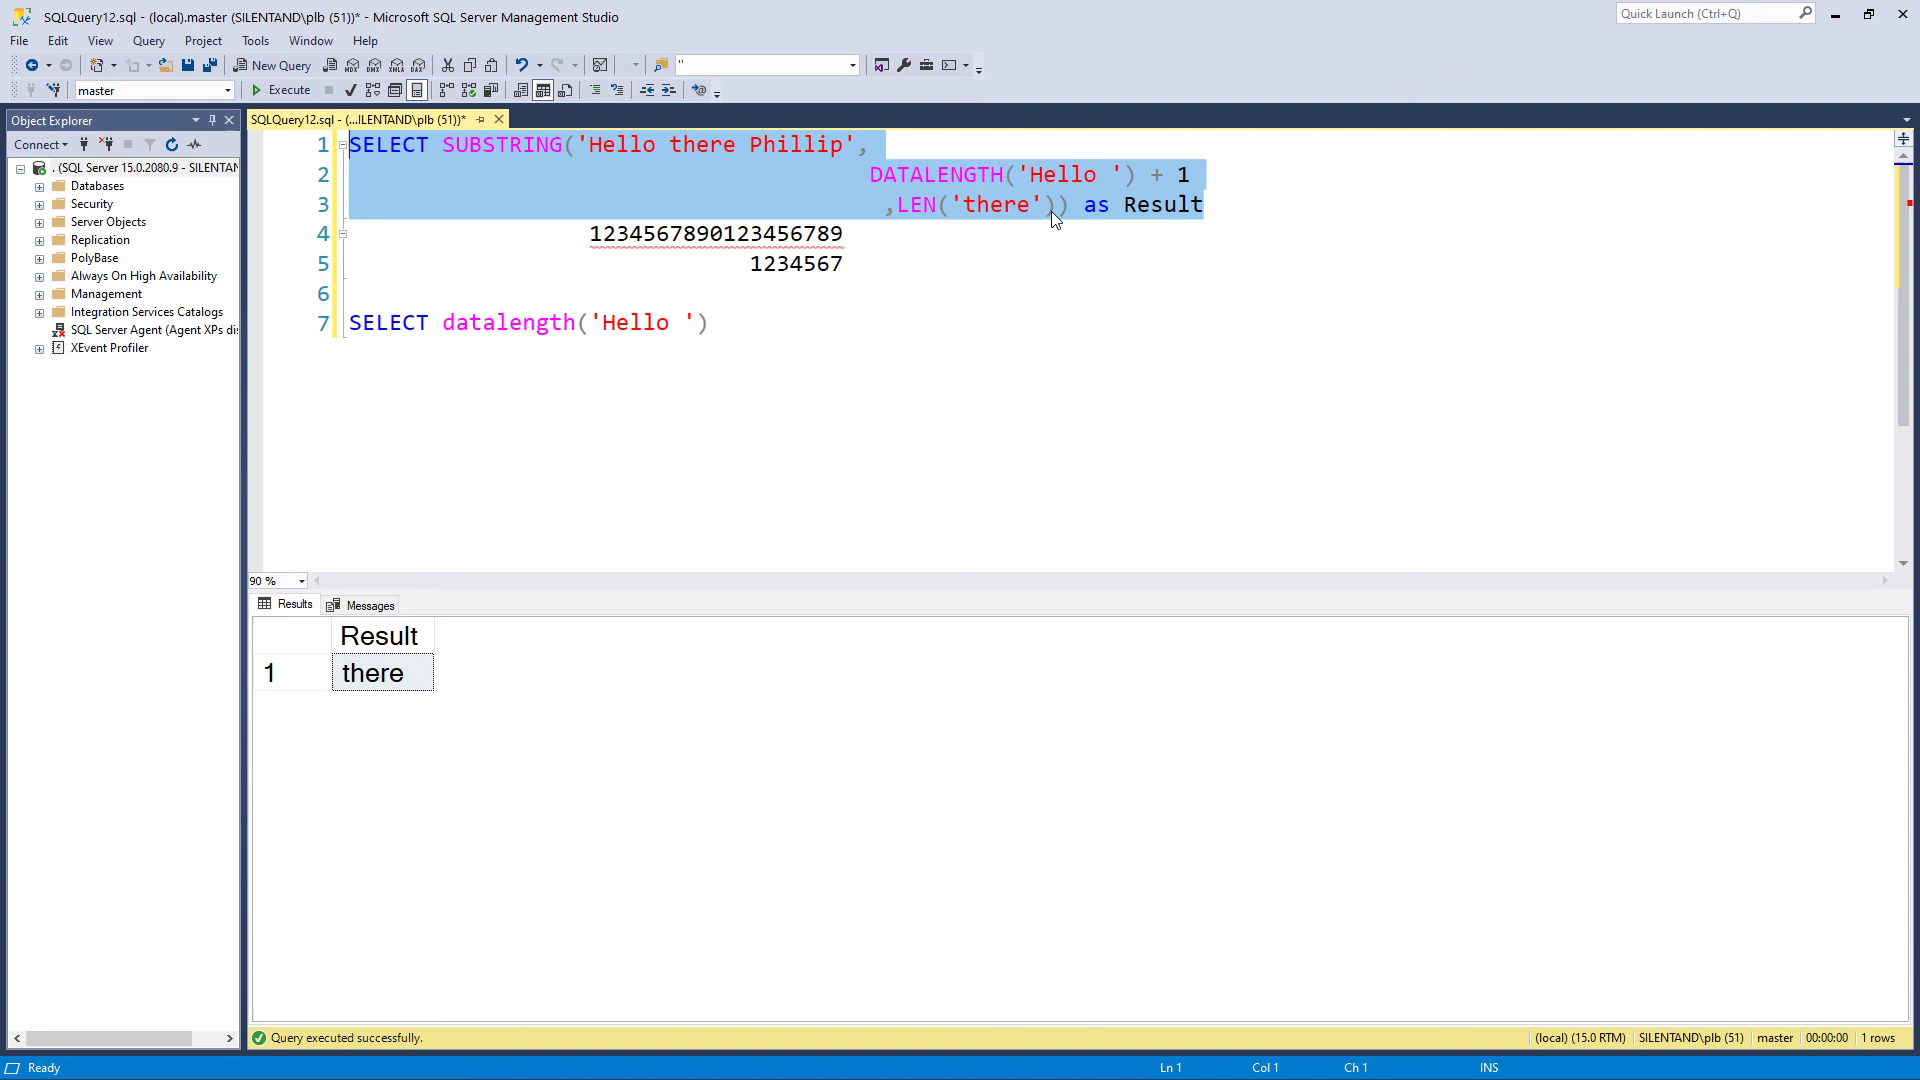 SQLQuery12.sql - (local).master (SILENTAND\plb (51))* - Microsoft SQL Server Management Studio
Quick Launch (Ctrl+Q)
File Edit View Query Project Tools Window Help
New Query
MDX DMX XMLA DAX
"
master
Execute
Object Explorer
SQLQuery12.sql - (...ILENTAND\plb (51))*
Connect
. (SQL Server 15.0.2080.9 - SILENTAN
Databases
Security
Server Objects
Replication
PolyBase
Always On High Availability
Management
Integration Services Catalogs
SQL Server Agent (Agent XPs dis
XEvent Profiler
1 SELECT SUBSTRING('Hello there Phillip',
2 DATALENGTH('Hello ') + 1
3 ,LEN('there')) as Result
4 1234567890123456789
5 1234567
6
7 SELECT datalength('Hello ')
90 %
Results Messages
Result
1 there
Query executed successfully.
(local) (15.0 RTM) SILENTAND\plb (51) master 00:00:00 1 rows
Ready
Ln 1 Col 1 Ch 1 INS